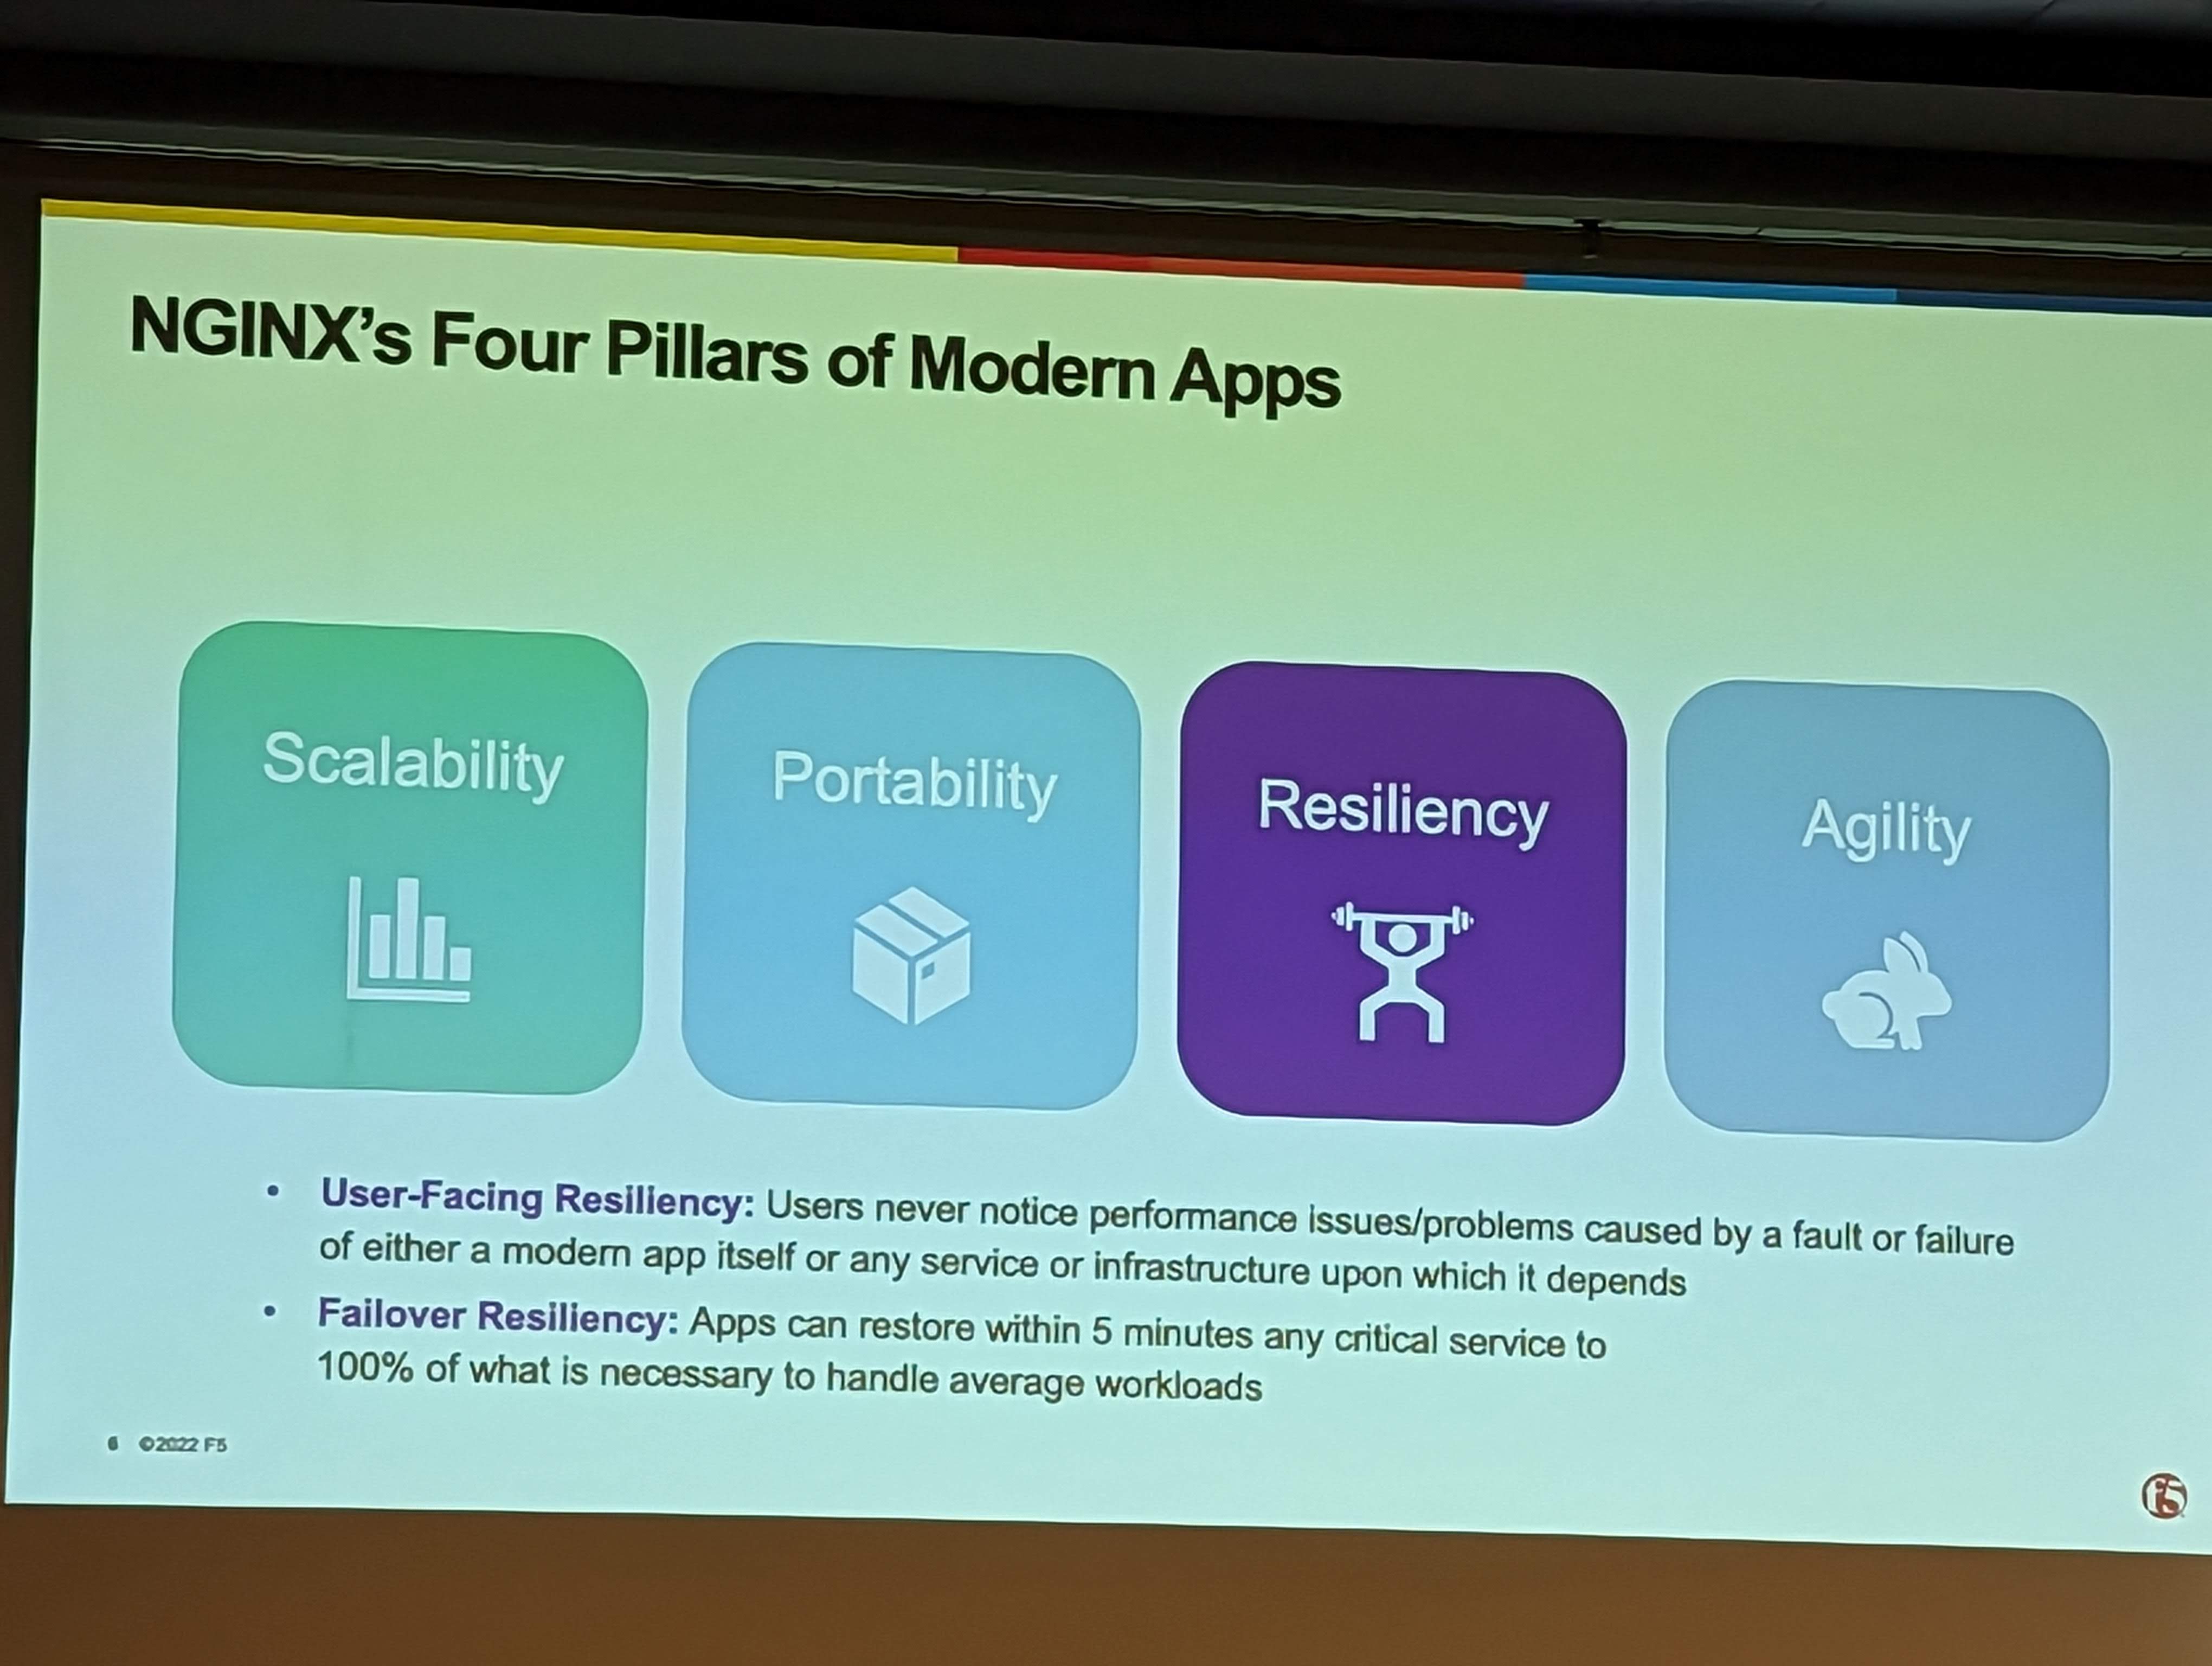 NGINX’s Four Pillars of Modern Apps
Scalability
Portability
Resiliency
Agility
• User-Facing Resiliency: Users never notice performance issues/problems caused by a fault or failure
of either a modern app itself or any service or infrastructure upon which it depends
• Failover Resiliency: Apps can restore within 5 minutes any critical service to
100% of what is necessary to handle average workloads
6 ©2022 F5
f5